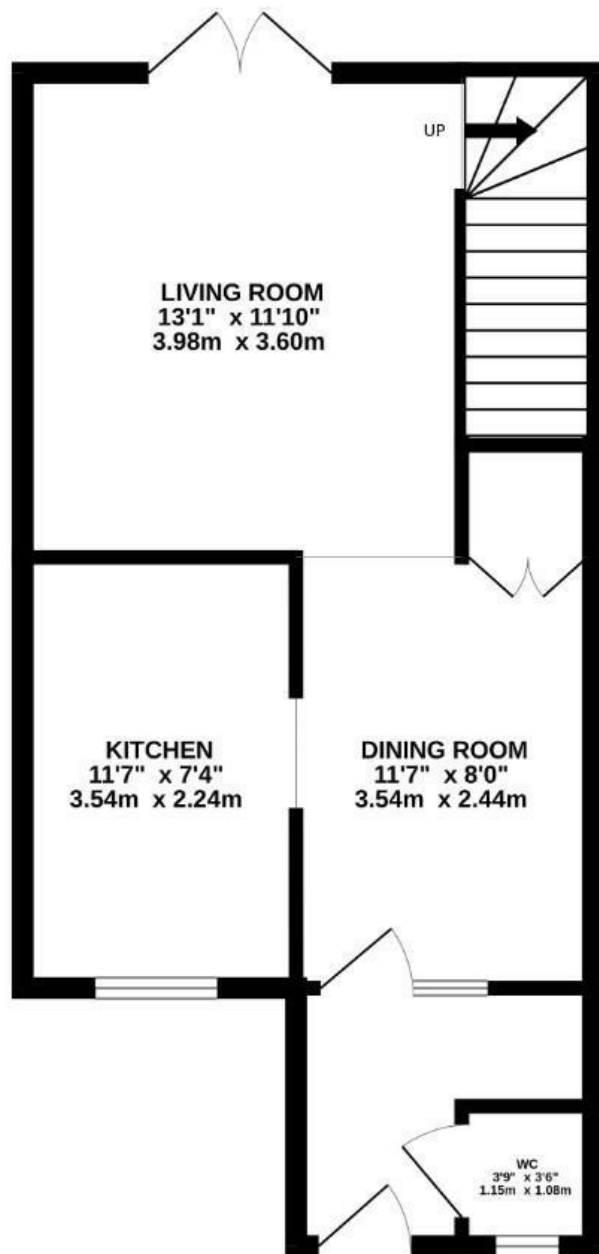 UP
LIVING ROOM
13'1" x 11'10"
3.98m x 3.60m
KITCHEN
11'7" x 7'4"
3.54m x 2.24m
DINING ROOM
11'7" x 8'0"
3.54m x 2.44m
WC
3'9" x 3'6"
1.15m x 1.08m